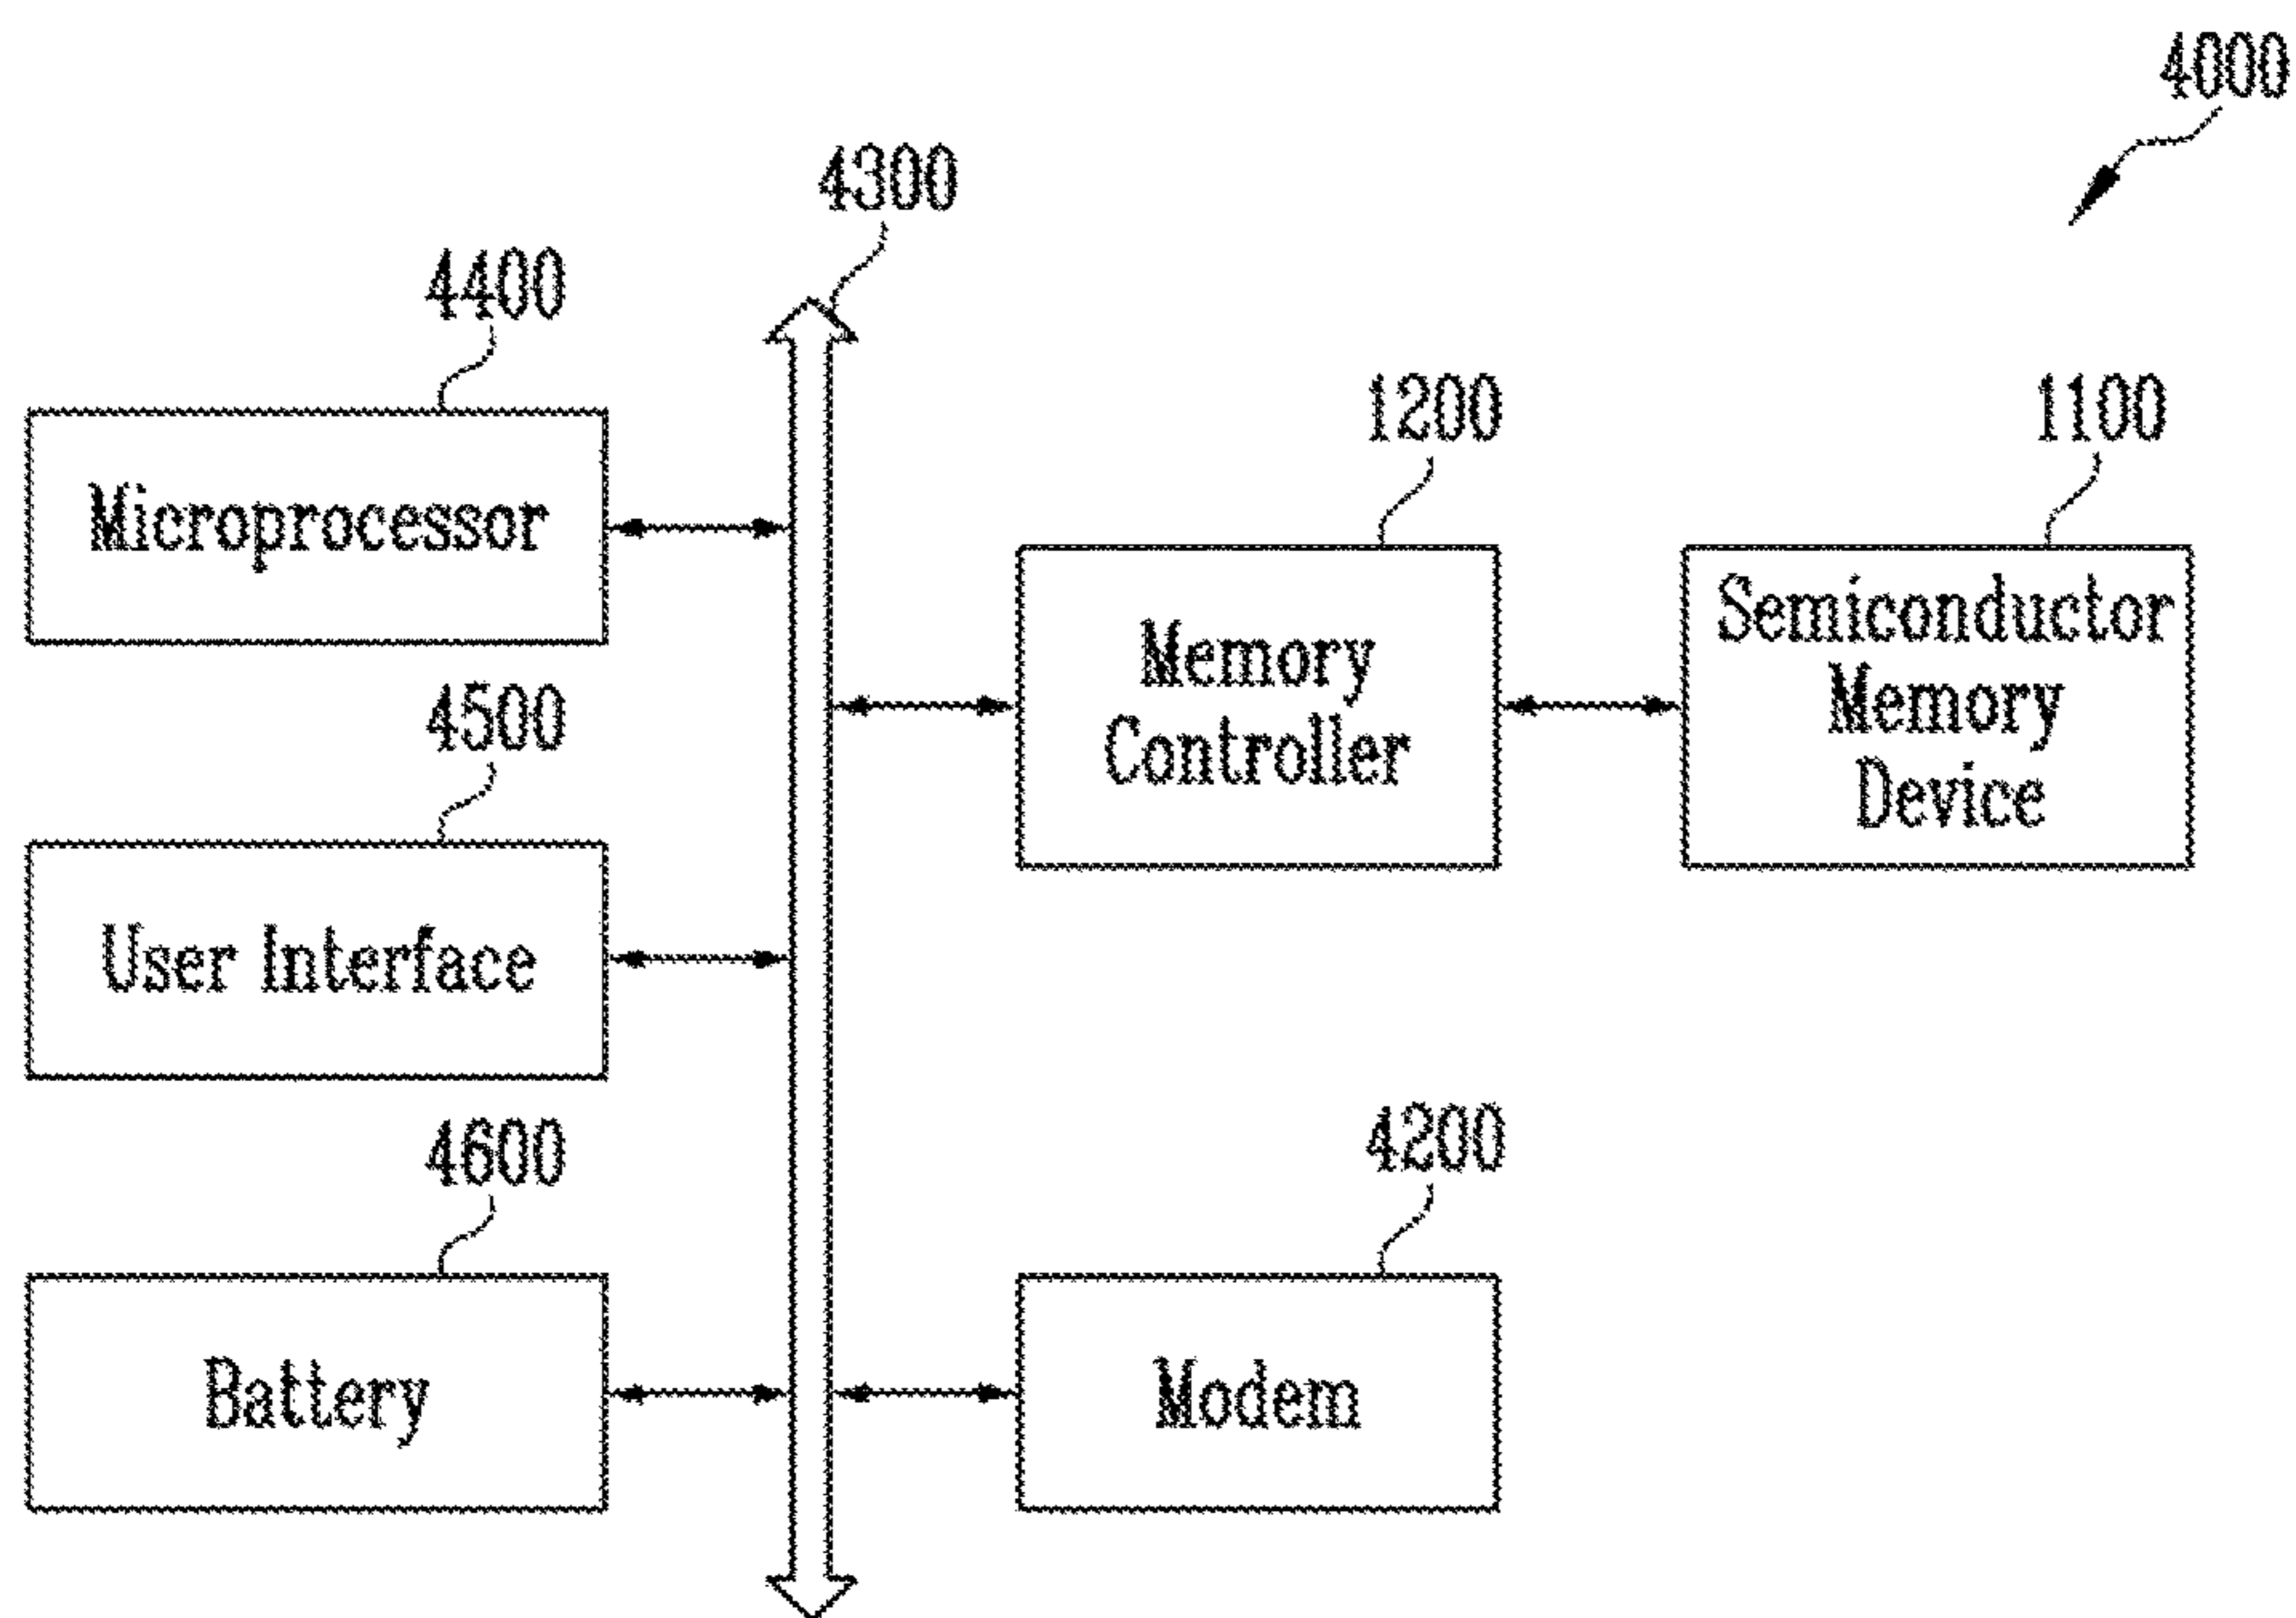 4000
4300
4400
Microprocessor
1200
1100
Memory
Controller
Semiconductor
Memory
Device
4500
User Interface
4600
Battery
4200
Modem